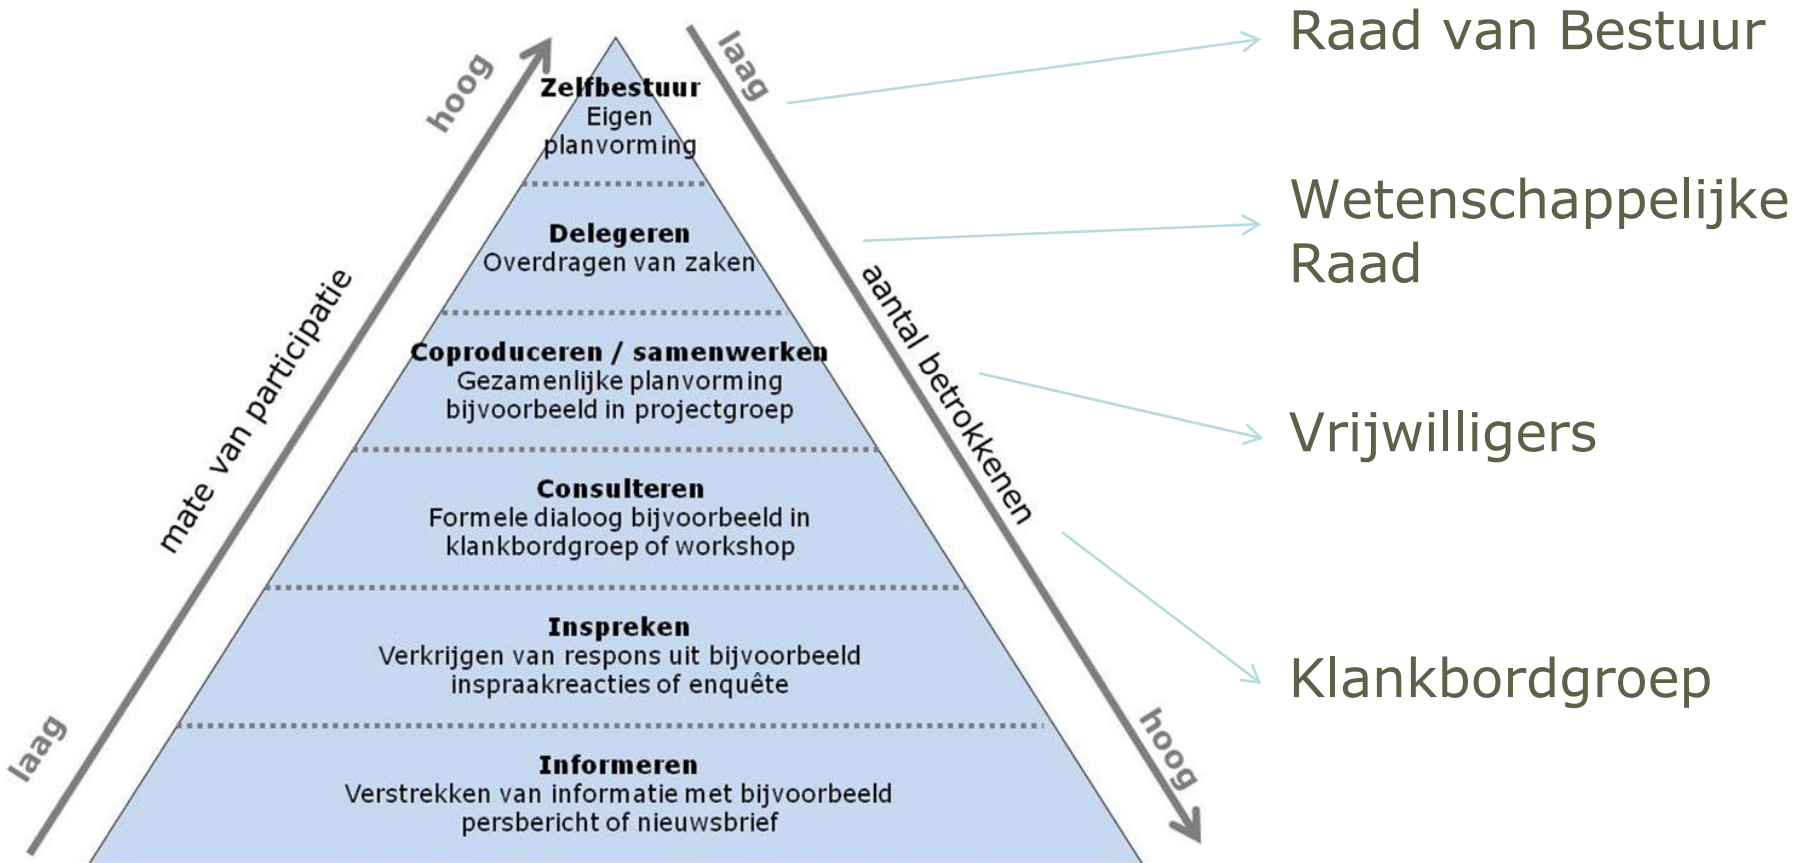 hoog
laag
Raad van Bestuur
Zelfbestuur
Eigen
planvorming
Wetenschappelijke
Raad
Delegeren
Overdragen van zaken
mate van participatie
aantal betrokkenen
Coproduceren / samenwerken
Gezamenlijke planvorming
bijvoorbeeld in projectgroep
Vrijwilligers
Consulteren
Formele dialoog bijvoorbeeld in
klankbordgroep of workshop
Inspreken
Verkrijgen van respons uit bijvoorbeeld
inspraakreacties of enquête
Klankbordgroep
laag
hoog
Informeren
Verstrekken van informatie met bijvoorbeeld
persbericht of nieuwsbrief